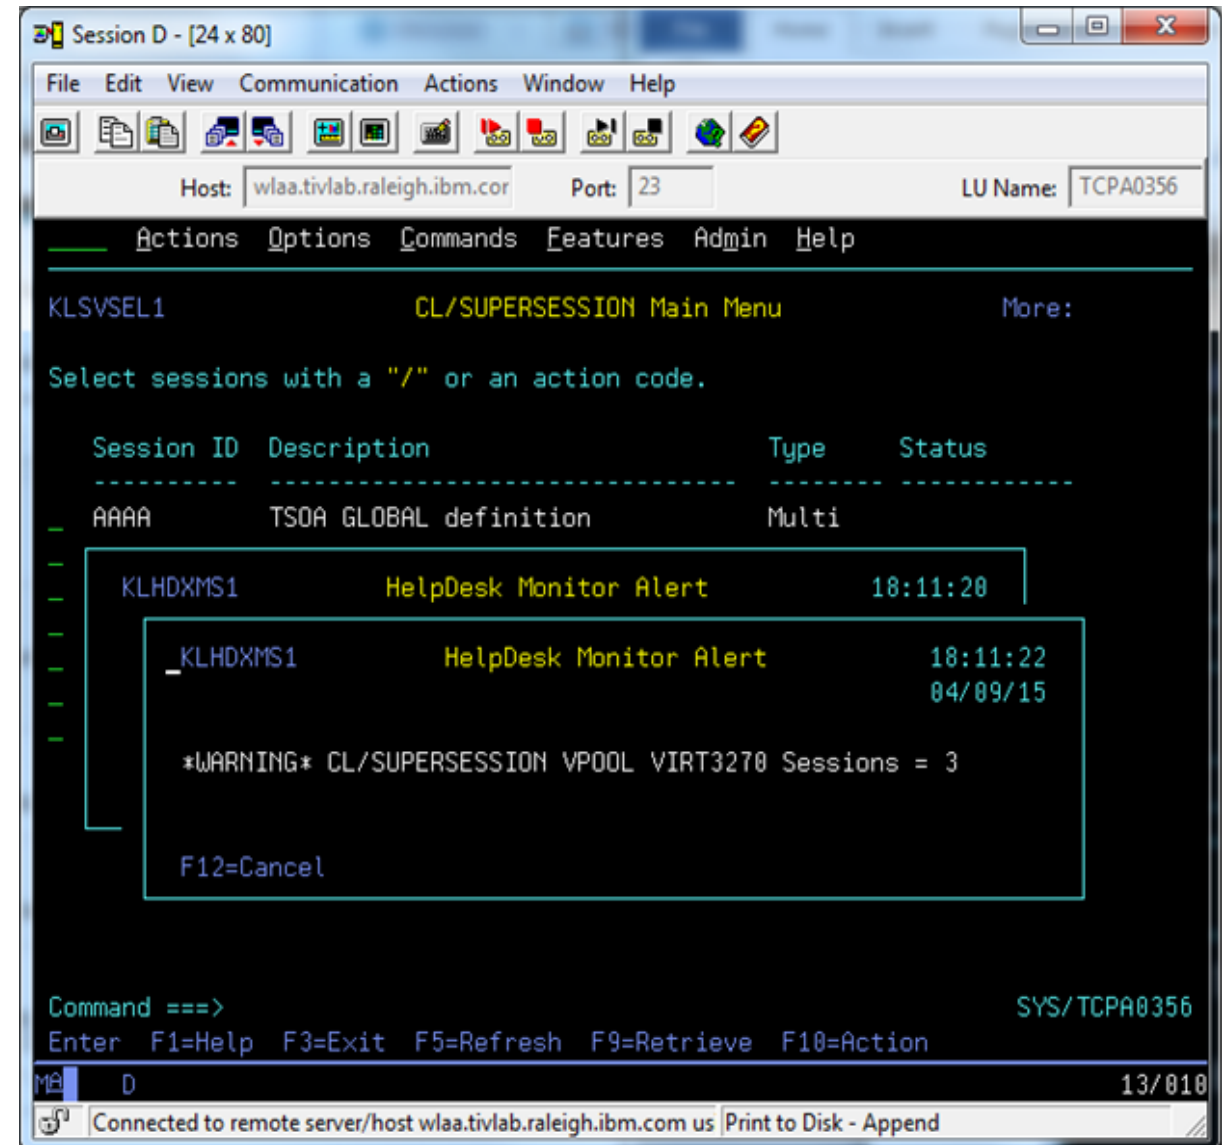 Session D - [24 x 80]
File Edit View Communication Actions Window Help
Host: wlaa.tivlab.raleigh.ibm.cor Port: 23 LU Name: TCPA0356
Actions Options Commands Features Admin Help
KLSVSEL1 CL/SUPERSESSION Main Menu More:
Select sessions with a "/" or an action code.
Session ID Description Type Status
---------- -------------------------------- -------- ------------
_ AAAA TSOA GLOBAL definition Multi
KLHDXMS1 HelpDesk Monitor Alert 18:11:20
_KLHDXMS1 HelpDesk Monitor Alert 18:11:22
04/09/15
*WARNING* CL/SUPERSESSION VPOOL VIRT3270 Sessions = 3
F12=Cancel
Command ===> SYS/TCPA0356
Enter F1=Help F3=Exit F5=Refresh F9=Retrieve F10=Action
MA D 13/010
Connected to remote server/host wlaa.tivlab.raleigh.ibm.com us Print to Disk - Append